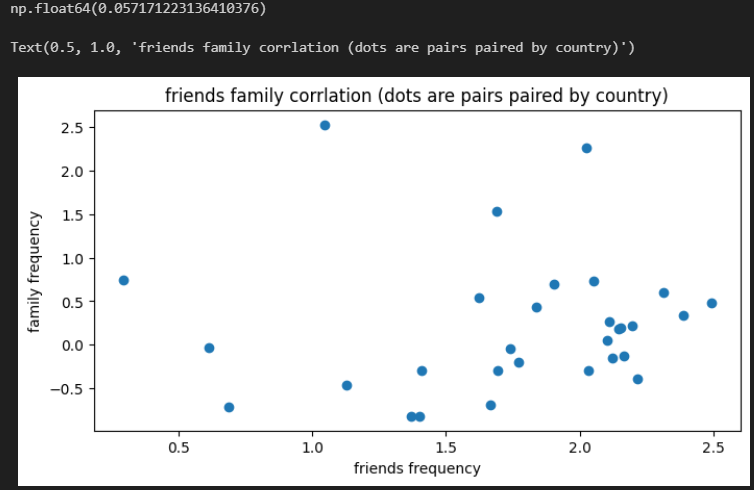 np.float64(0.057171223136410376)
Text(0.5, 1.0, 'friends family corrlation (dots are pairs paired by country)')
friends family corrlation (dots are pairs paired by country)
2.5
2.0
1.5
1.0
0.5
0.0
−0.5
family frequency
0.5 1.0 1.5 2.0 2.5
friends frequency